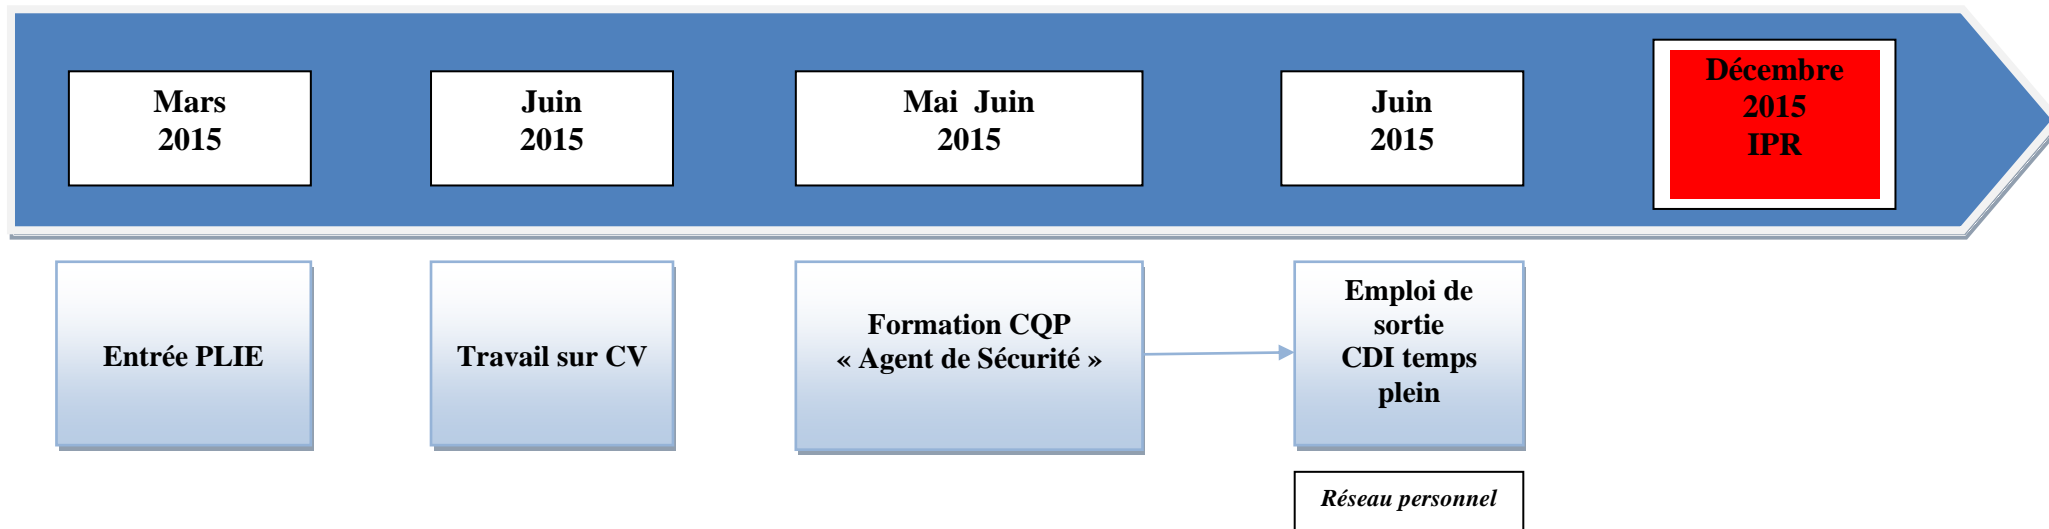 Mars
2015
Juin
2015
Mai  Juin
2015
Juin
2015
Décembre
2015
IPR
Entrée PLIE
Travail sur CV
Formation CQP
« Agent de Sécurité »
Emploi de
sortie
CDI temps
plein
Réseau personnel